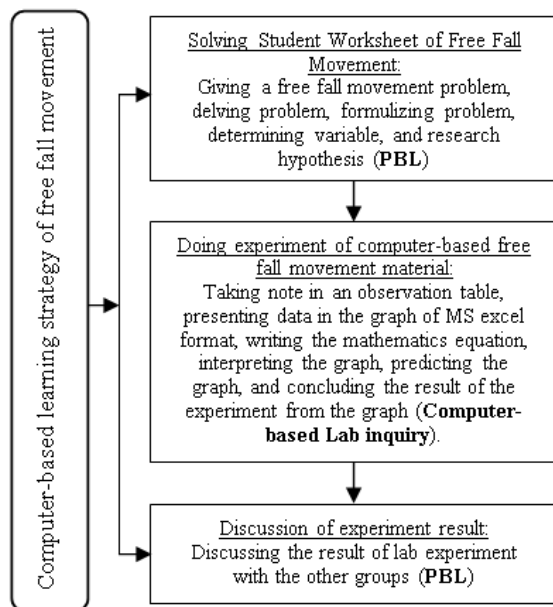 Computer-based learning strategy of free fall movement
Solving Student Worksheet of Free Fall
Movement:
Giving a free fall movement problem,
delving problem, formulizing problem,
determining variable, and research
hypothesis (PBL)
Doing experiment of computer-based free
fall movement material:
Taking note in an observation table,
presenting data in the graph of MS excel
format, writing the mathematics equation,
interpreting the graph, predicting the
graph, and concluding the result of the
experiment from the graph (Computer-
based Lab inquiry).
Discussion of experiment result:
Discussing the result of lab experiment
with the other groups (PBL)